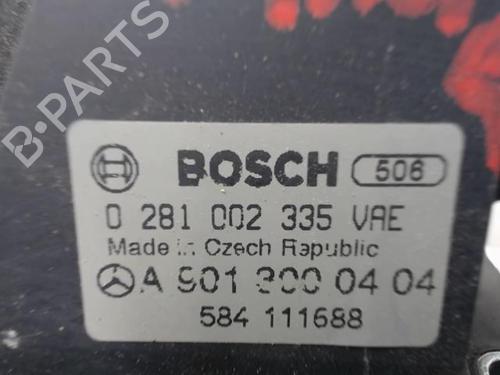 B-PARTS
BOSCH 506
0 281 002 335 VAE
Made in Czech Republic
A 901 300 04 04
584 111688